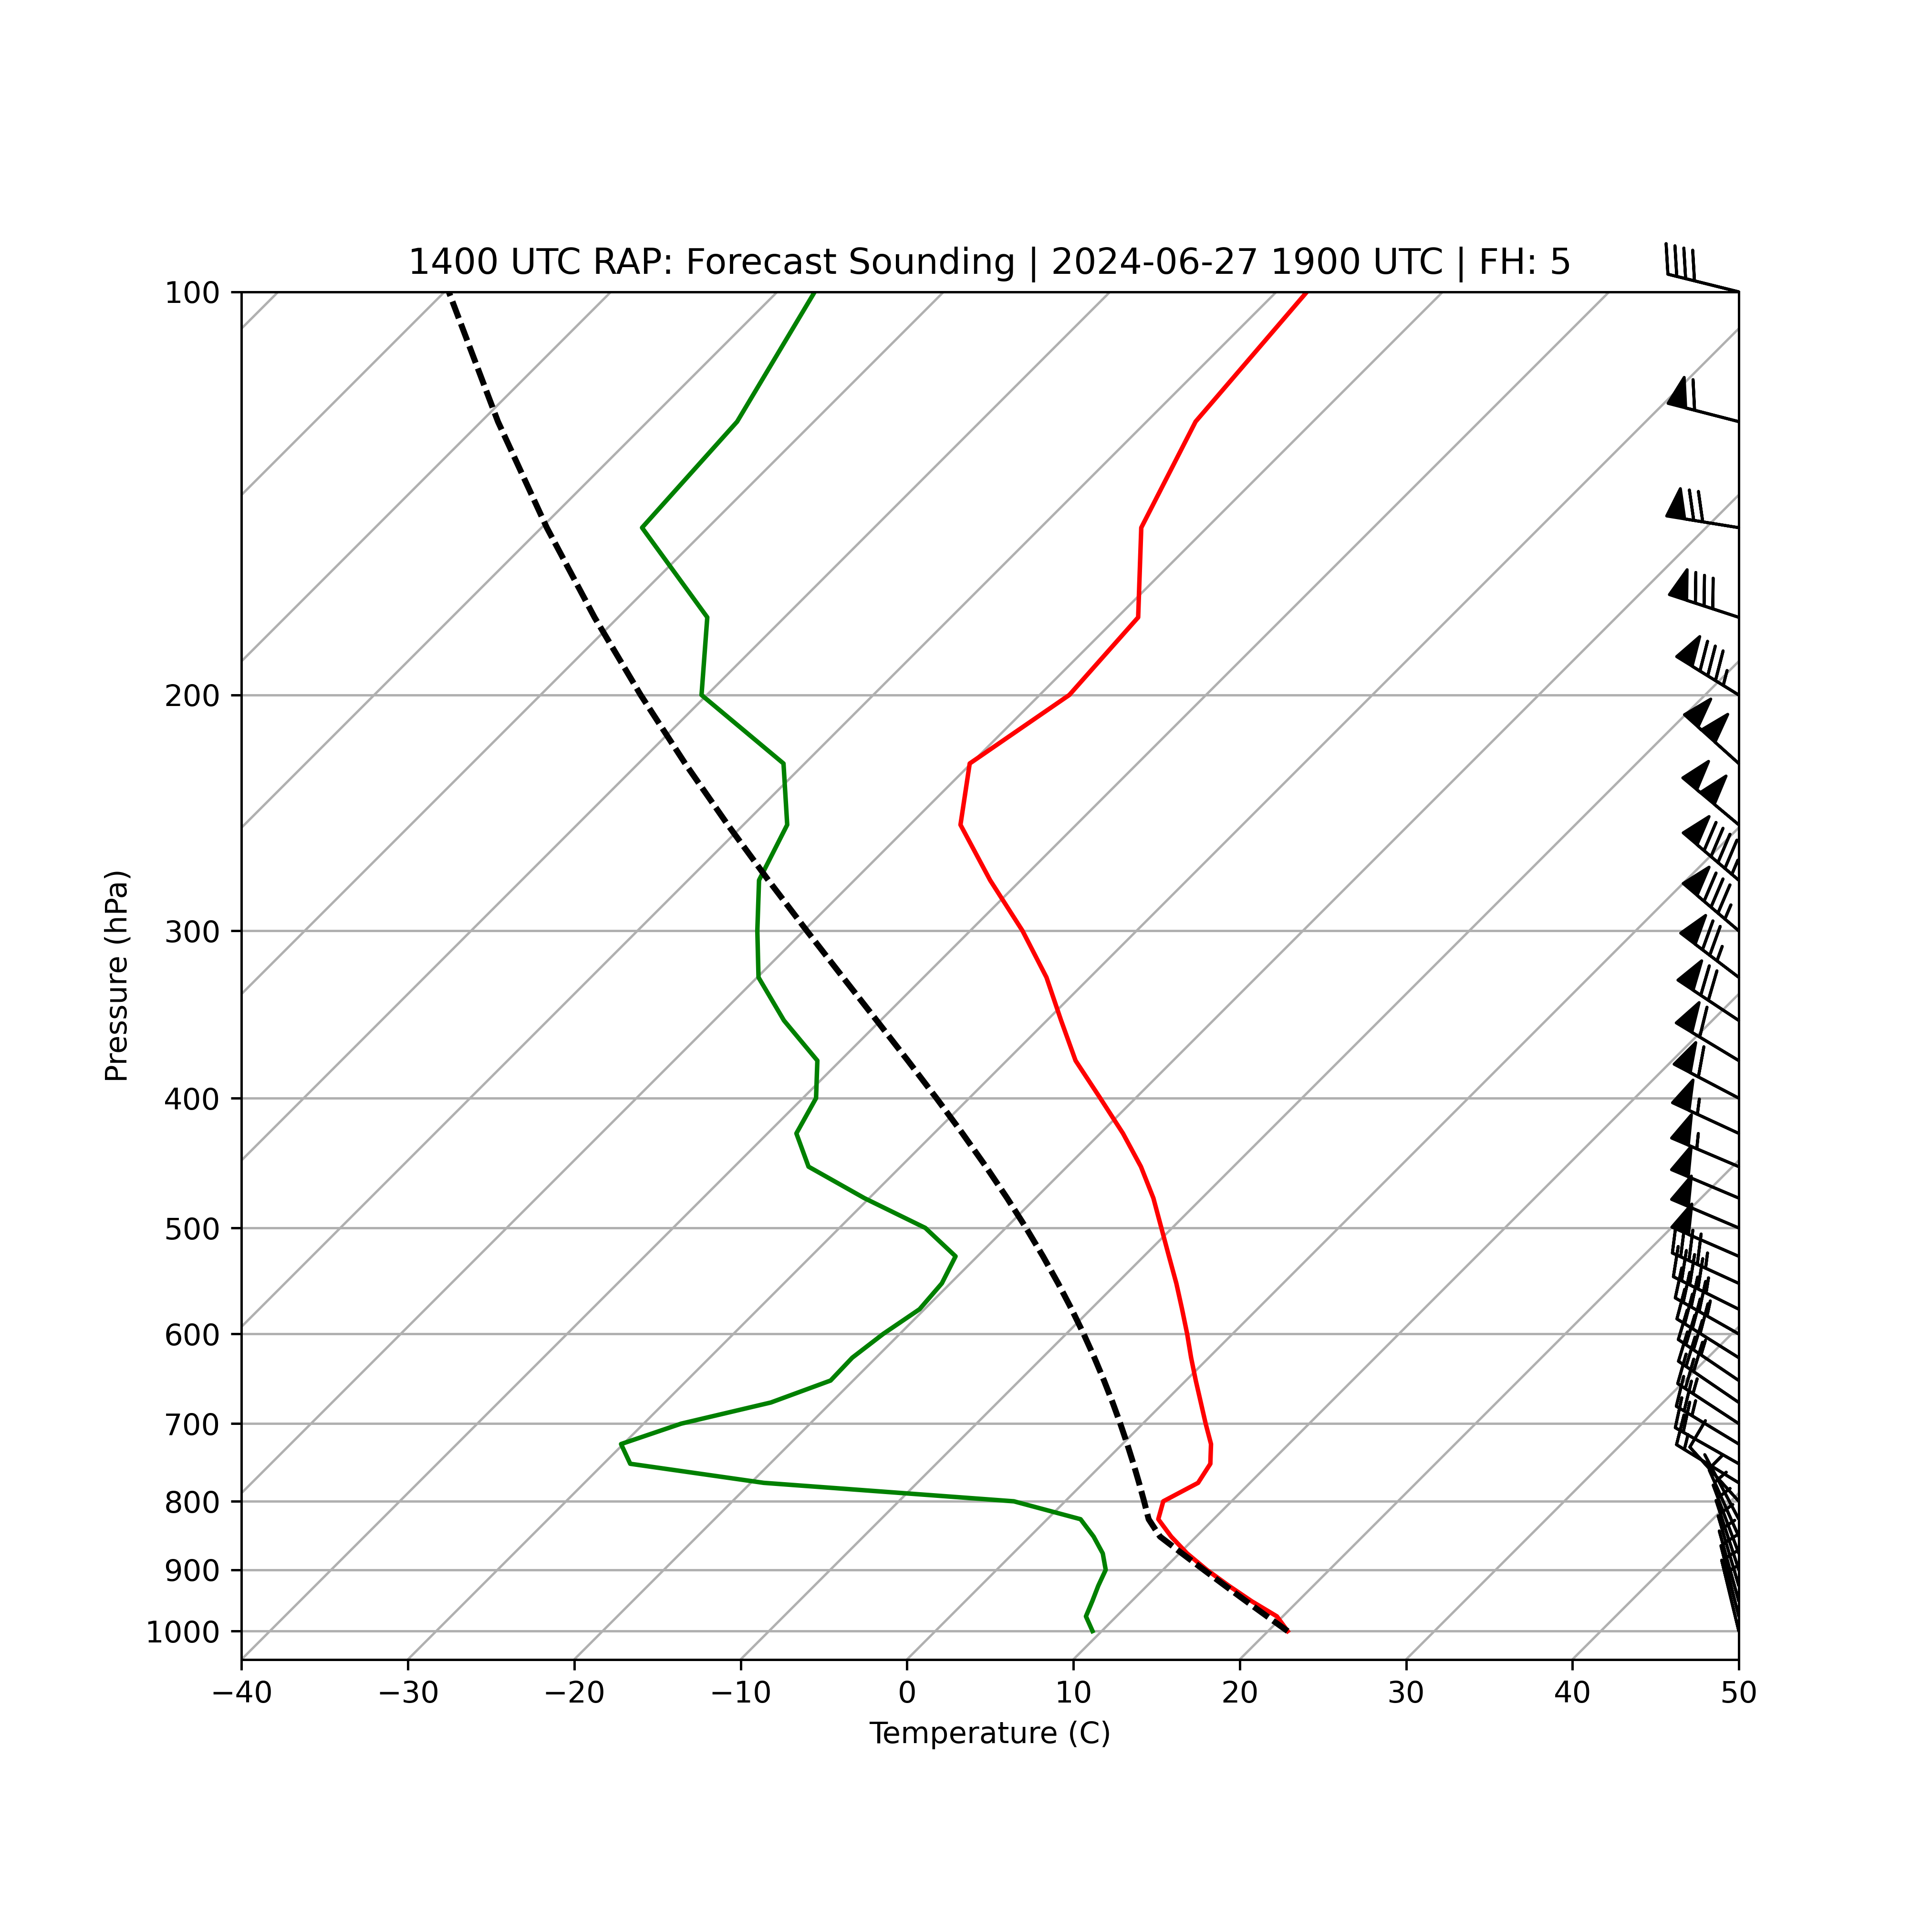 1400 UTC RAP: Forecast Sounding | 2024-06-27 1900 UTC | FH: 5
100
200
300
400
500
600
700
800
900
1000
Pressure (hPa)
−40 −30 −20 −10 0 10 20 30 40 50
Temperature (C)